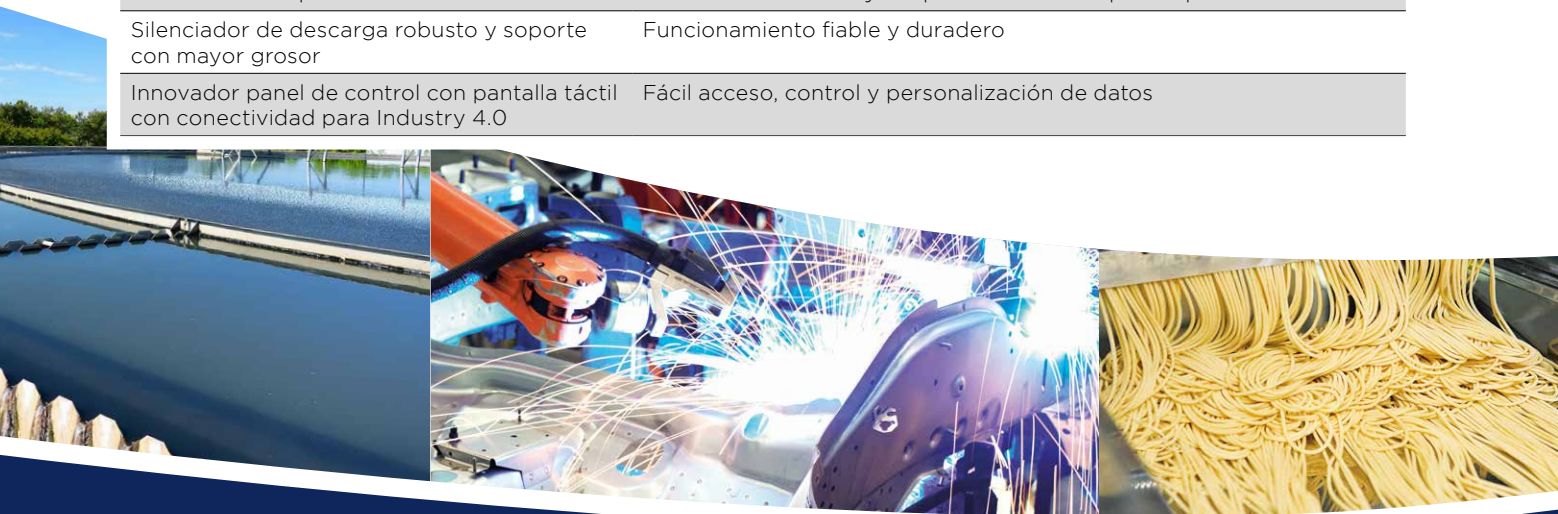 Silenciador de descarga robusto y soporte
con mayor grosor
Funcionamiento fiable y duradero
Innovador panel de control con pantalla táctil
con conectividad para Industry 4.0
Fácil acceso, control y personalización de datos